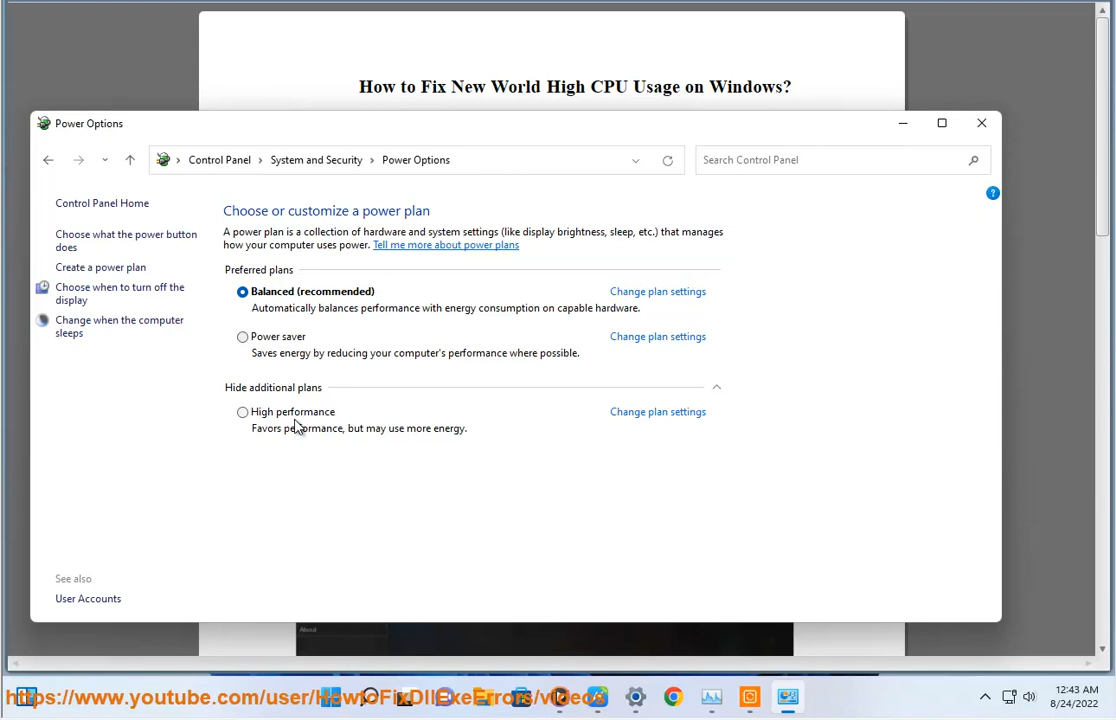 How to Fix New World High CPU Usage on Windows?
Power Options
Control Panel > System and Security > Power Options
Search Control Panel
Control Panel Home
Choose what the power button
does
Create a power plan
Choose when to turn off the
display
Change when the computer
sleeps
Choose or customize a power plan
A power plan is a collection of hardware and system settings (like display brightness, sleep, etc.) that manages
how your computer uses power. Tell me more about power plans
Preferred plans
Balanced (recommended) Change plan settings
Automatically balances performance with energy consumption on capable hardware.
Power saver Change plan settings
Saves energy by reducing your computer's performance where possible.
Hide additional plans
High performance Change plan settings
Favors performance, but may use more energy.
See also
User Accounts
About
https://www.youtube.com/user/HowtoFixDllExeErrors/videos
12:43 AM
8/24/2022